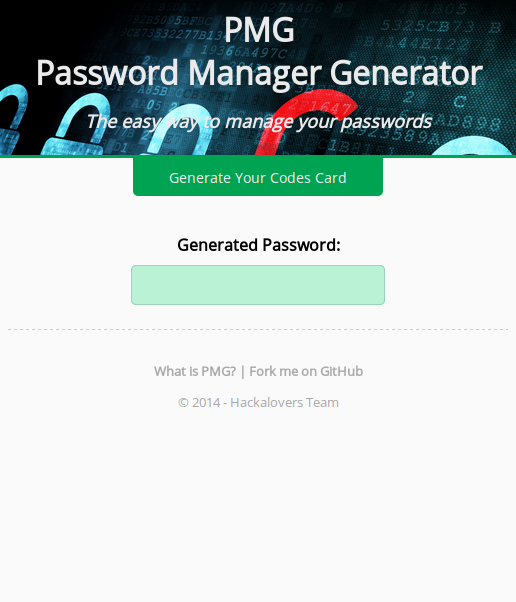 PMG
Password Manager Generator
The easy way to manage your passwords
Generate Your Codes Card
Generated Password:
What is PMG? | Fork me on GitHub
© 2014 - Hackalovers Team